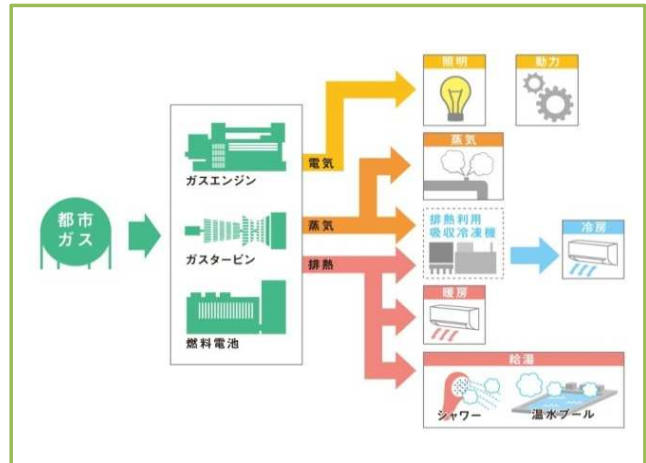 都市
ガス
ガスエンジン
ガスタービン
燃料電池
電気
蒸気
排熱
照明
動力
蒸気
排熱利用
吸収冷凍機
冷房
暖房
給湯
シャワー
温水プール